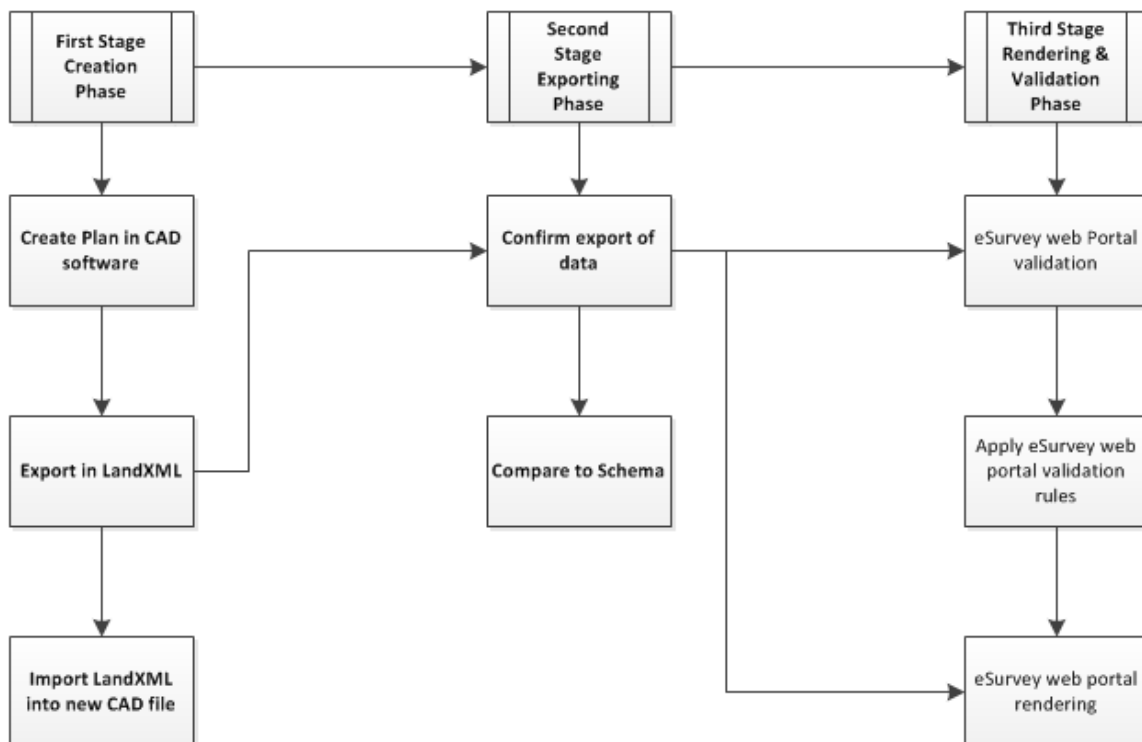 First Stage
Creation
Phase
Second
Stage
Exporting
Phase
Third Stage
Rendering &
Validation
Phase
Create Plan in CAD
software
Confirm export of
data
eSurvey web Portal
validation
Export in LandXML
Compare to Schema
Apply eSurvey web
portal validation
rules
Import LandXML
into new CAD file
eSurvey web portal
rendering